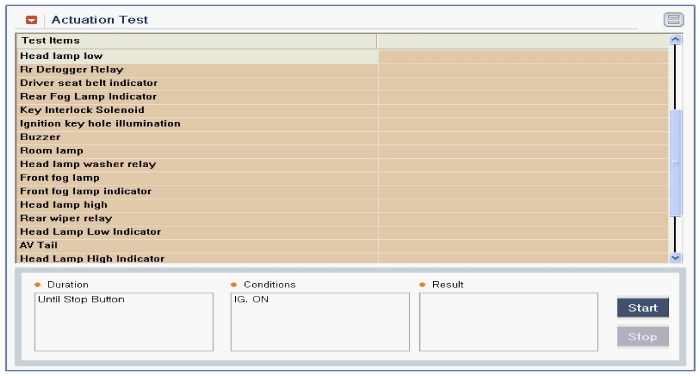 Actuation Test
Test Items
Head lamp low
Rr Defogger Relay
Driver seat belt indicator
Rear Fog Lamp Indicator
Key Interlock Solenoid
Ignition key hole illumination
Buzzer
Room lamp
Head lamp washer relay
Front fog lamp
Front fog lamp indicator
Head lamp high
Rear wiper relay
Head Lamp Low Indicator
AV Tail
Head Lamp High Indicator
Duration
Until Stop Button
Conditions
IG. ON
Result
Start
Stop